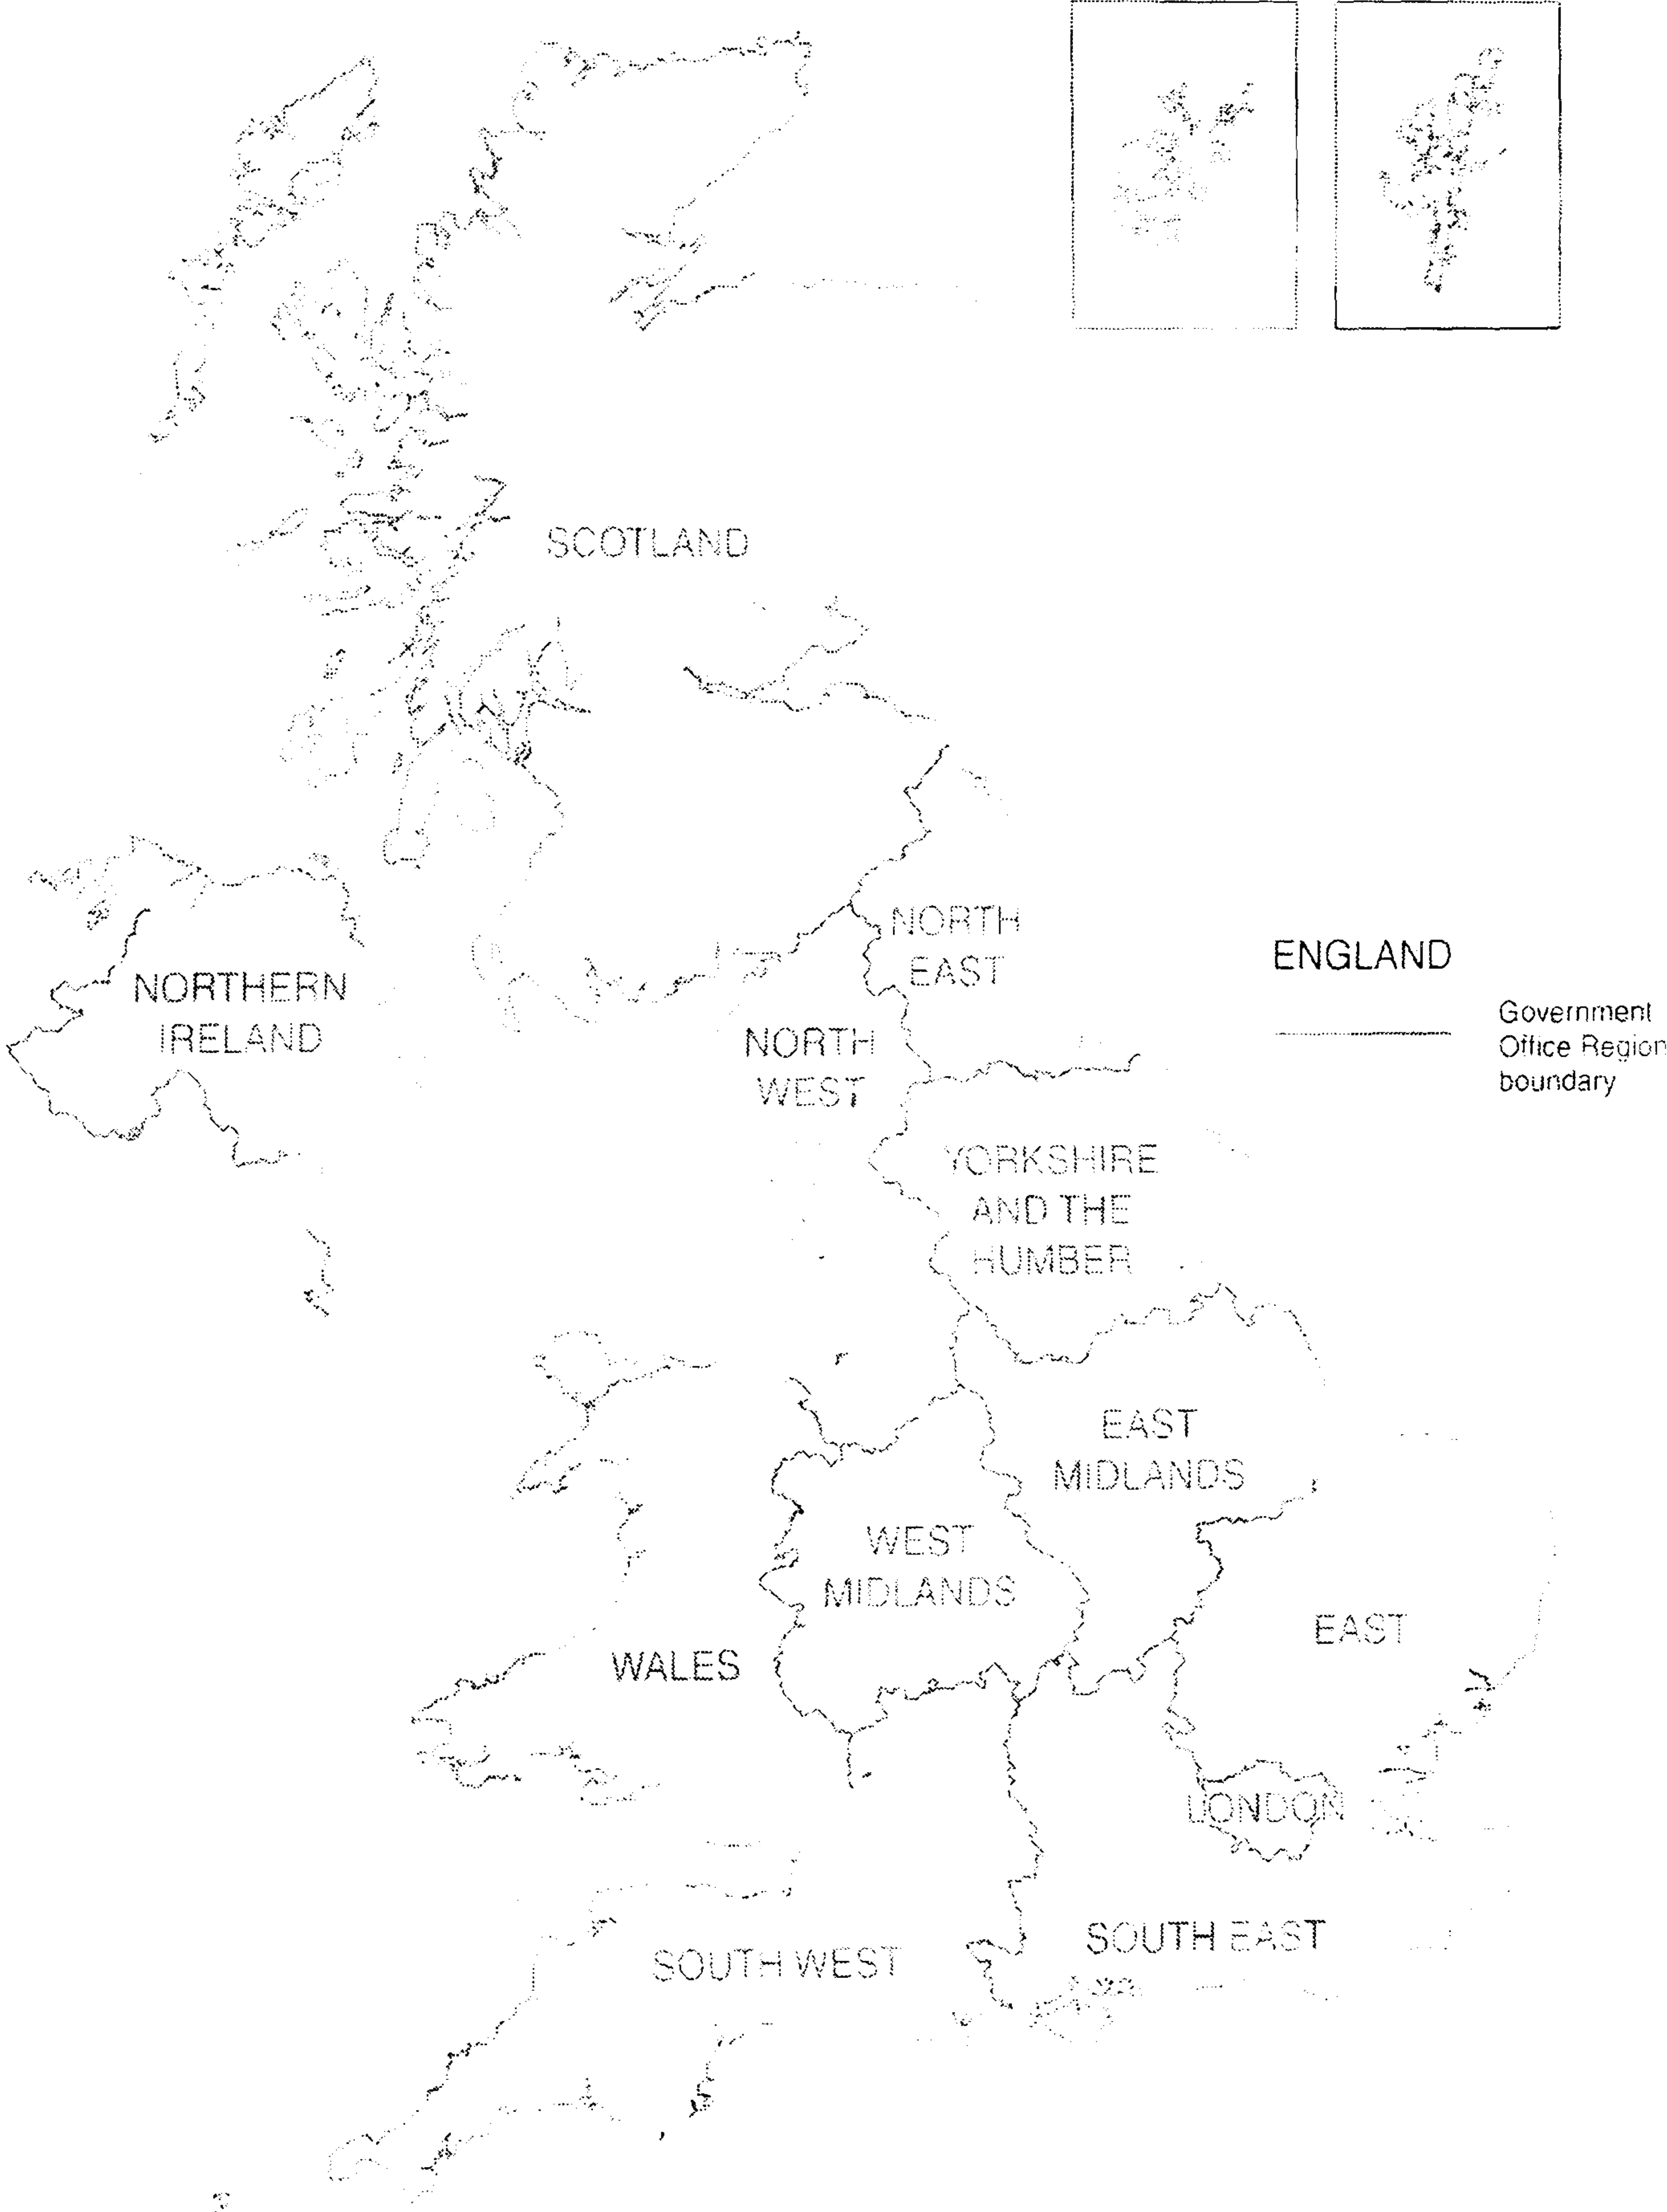 SCOTLAND
NORTH
EAST
ENGLAND
NORTHERN
IRELAND
Government
Office Region
boundary
NORTH
WEST
YORKSHIRE
AND THE
HUMBER
EAST
MIDLANDS
WEST
MIDLANDS
EAST
WALES
LONDON
SOUTH EAST
SOUTH WEST